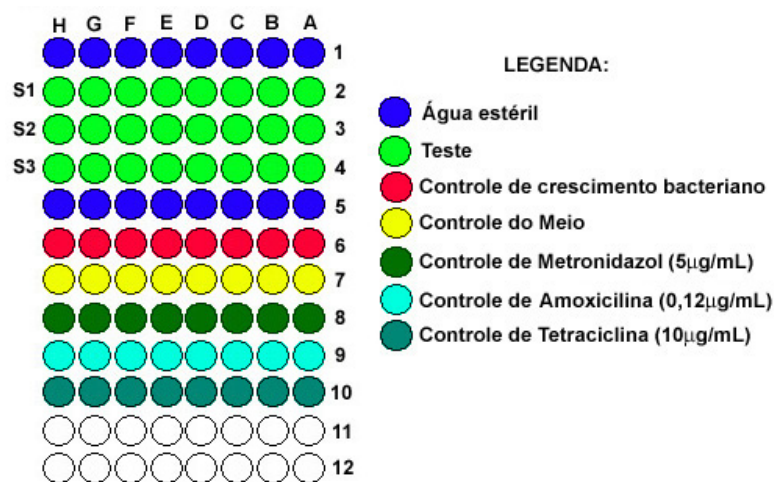 H G F E D C B A
1
S1 2
S2 3
S3 4
5
6
7
8
9
10
11
12
LEGENDA:
Água estéril
Teste
Controle de crescimento bacteriano
Controle do Meio
Controle de Metronidazol (5µg/mL)
Controle de Amoxicilina (0,12µg/mL)
Controle de Tetraciclina (10µg/mL)